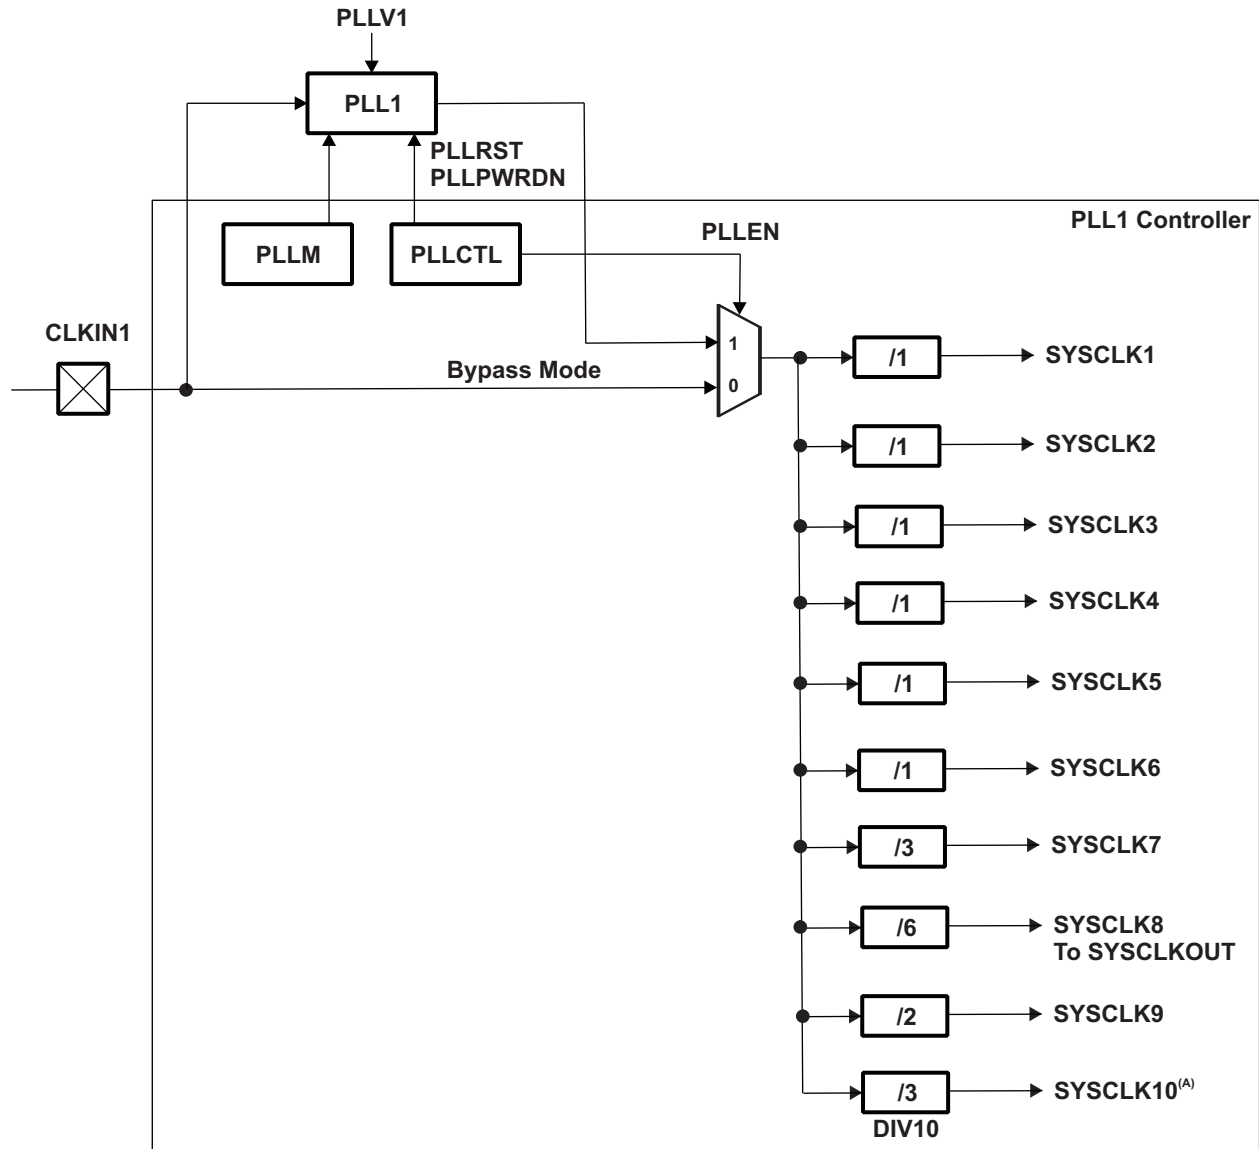 PLLV1
PLL1
PLLRST
PLLPWRDN
PLL1 Controller
PLLM
PLLCTL
PLLEN
CLKIN1
Bypass Mode
1
0
/1
SYSCLK1
/1
SYSCLK2
/1
SYSCLK3
/1
SYSCLK4
/1
SYSCLK5
/1
SYSCLK6
/3
SYSCLK7
/6
SYSCLK8
To SYSCLKOUT
/2
SYSCLK9
/3
SYSCLK10(A)
DIV10